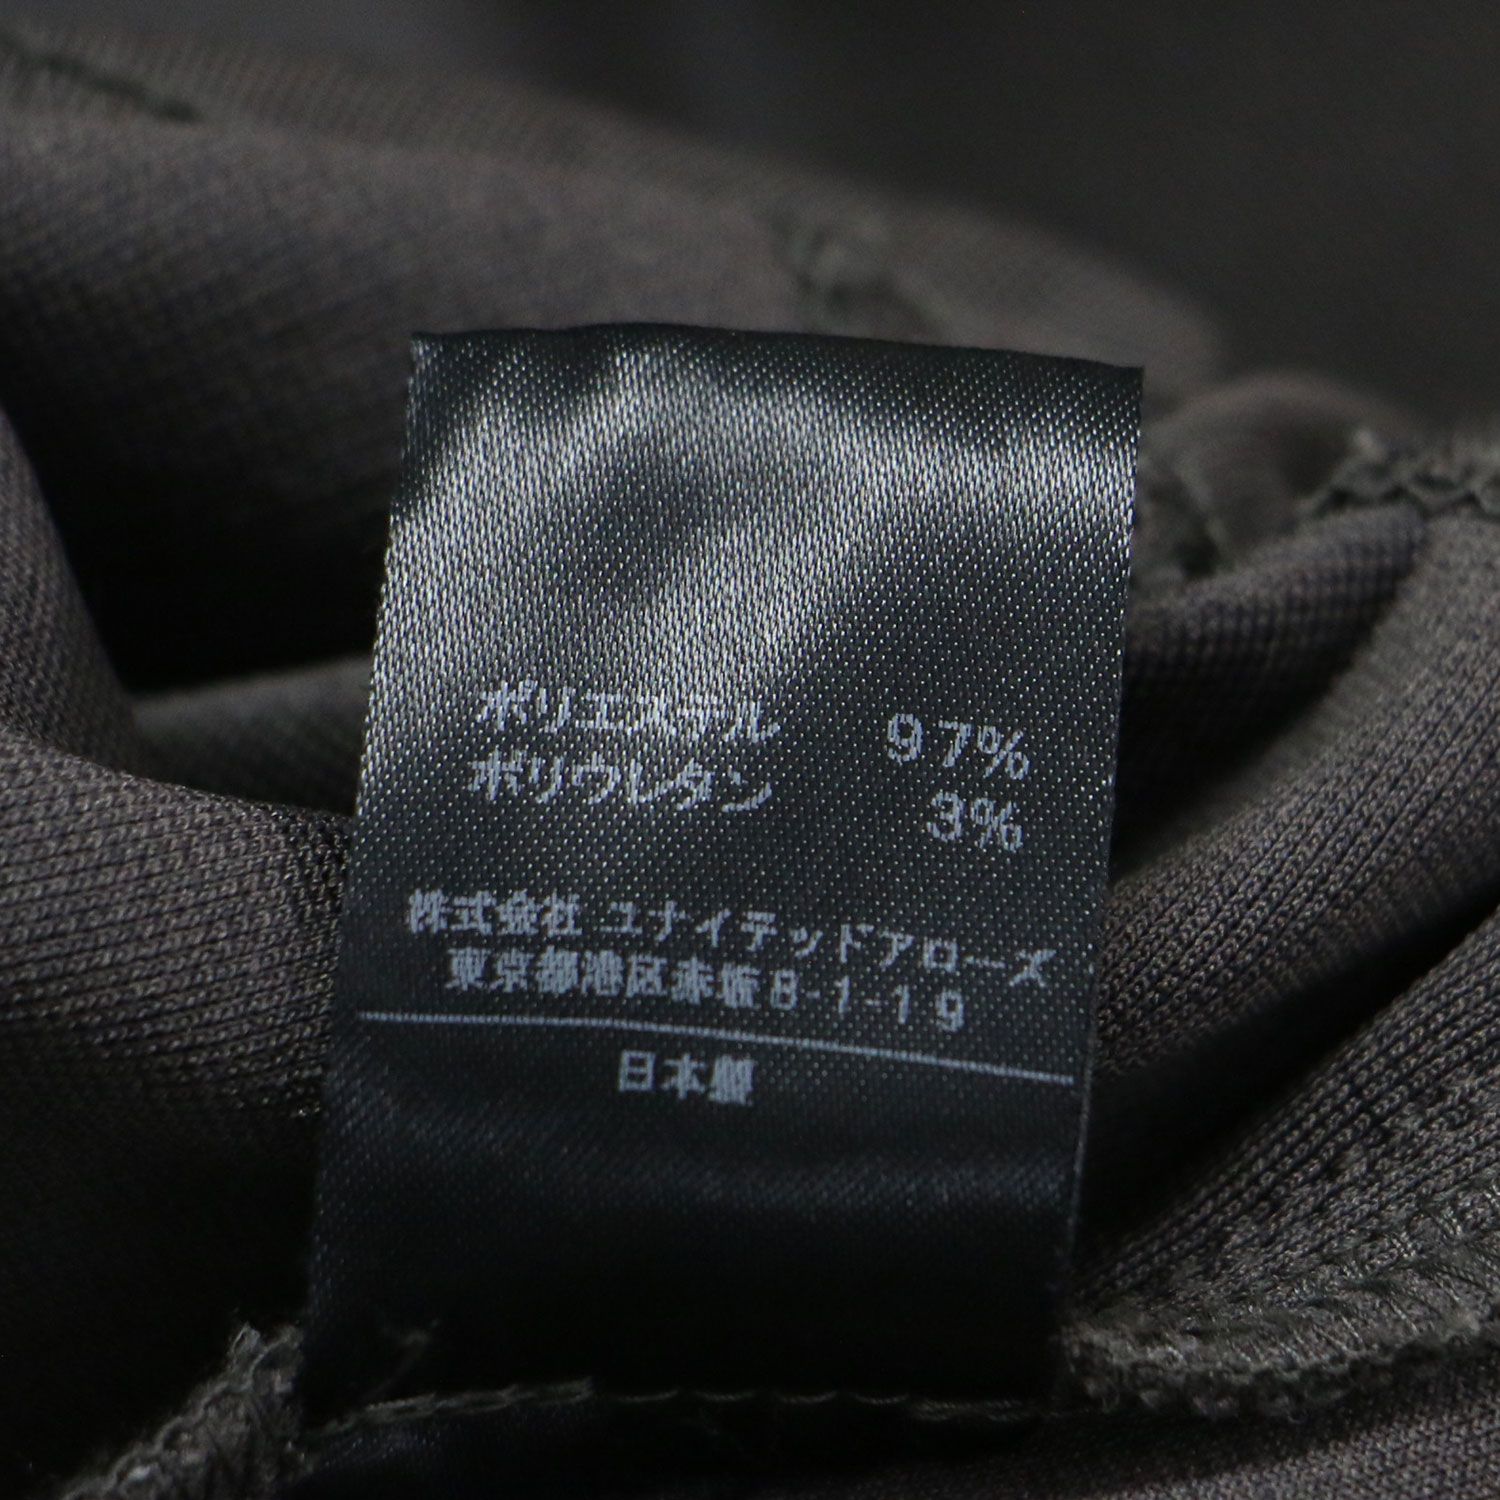 ポリエステル 97%
ポリウレタン 3%
株式会社 ユナイテッドアローズ
東京都港区赤坂8-1-19
日本製